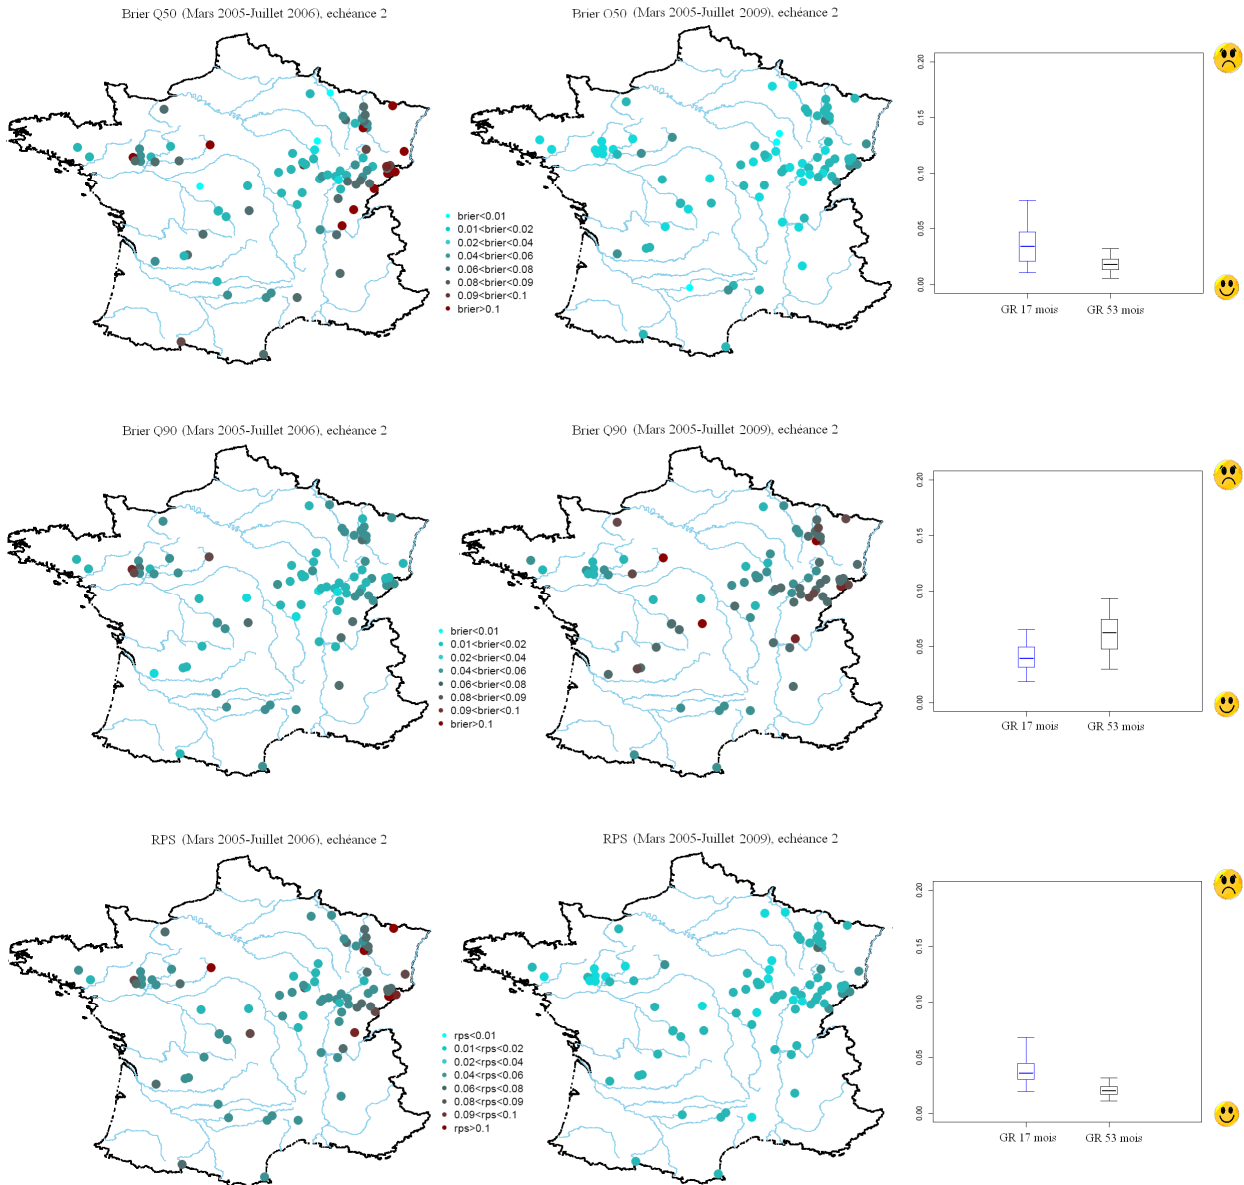 Brier Q50 (Mars 2005-Juillet 2006), echéance 2
Brier O50 (Mars 2005-Juillet 2009), echéance 2
brier<0.01
0.01<brier<0.02
0.02<brier<0.04
0.04<brier<0.06
0.06<brier<0.08
0.08<brier<0.09
0.09<brier<0.1
brier>0.1
0.20
0.15
0.10
0.05
0.00
GR 17 mois
GR 53 mois
Brier Q90 (Mars 2005-Juillet 2006), echéance 2
Brier Q90 (Mars 2005-Juillet 2009), echéance 2
brier<0.01
0.01<brier<0.02
0.02<brier<0.04
0.04<brier<0.06
0.06<brier<0.08
0.08<brier<0.09
0.09<brier<0.1
brier>0.1
0.20
0.15
0.10
0.05
0.00
GR 17 mois
GR 53 mois
RPS (Mars 2005-Juillet 2006), echéance 2
RPS (Mars 2005-Juillet 2009), echéance 2
rps<0.01
0.01<rps<0.02
0.02<rps<0.04
0.04<rps<0.06
0.06<rps<0.08
0.08<rps<0.09
0.09<rps<0.1
rps>0.1
0.20
0.15
0.10
0.05
0.00
GR 17 mois
GR 53 mois